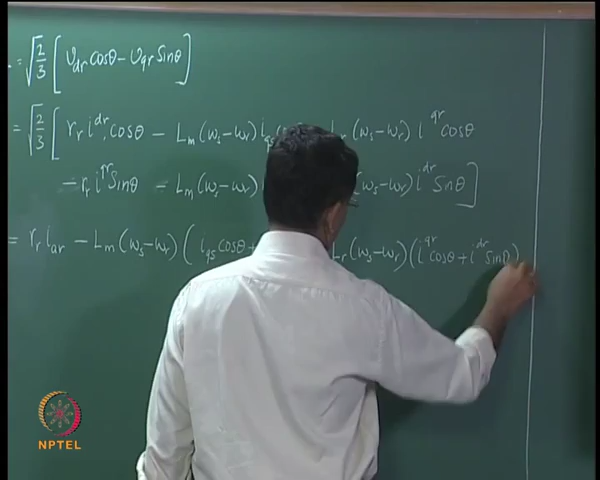 . = √(2/3) [ v_dr cosθ − v_qr sinθ ]
= √(2/3) [ r_r i^dr cosθ − L_m (ω_s − ω_r) i_qs (ω_s − ω_r) i^qr cosθ
− r_r i^qr sinθ − L_m (ω_s − ω_r) (ω_s − ω_r) i^dr sinθ ]
= r_r i_ar − L_m (ω_s − ω_r) ( i_qs cosθ + L_r (ω_s − ω_r) ( i^qr cosθ + i^dr sinθ )
NPTEL